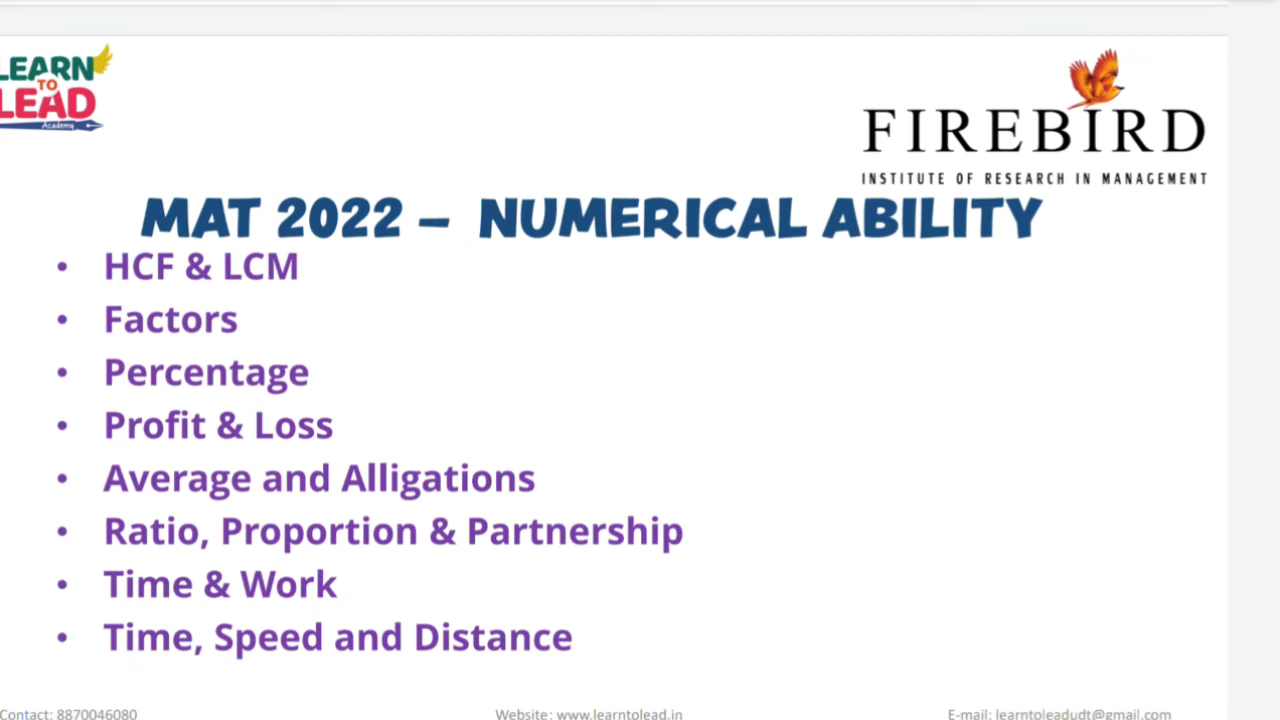 LEARN
TO
LEAD
Academy
FIREBIRD
INSTITUTE OF RESEARCH IN MANAGEMENT
MAT 2022 – NUMERICAL ABILITY
• HCF & LCM
• Factors
• Percentage
• Profit & Loss
• Average and Alligations
• Ratio, Proportion & Partnership
• Time & Work
• Time, Speed and Distance
Contact: 8870046080 Website: www.learntolead.in E-mail: learntoleadudt@gmail.com